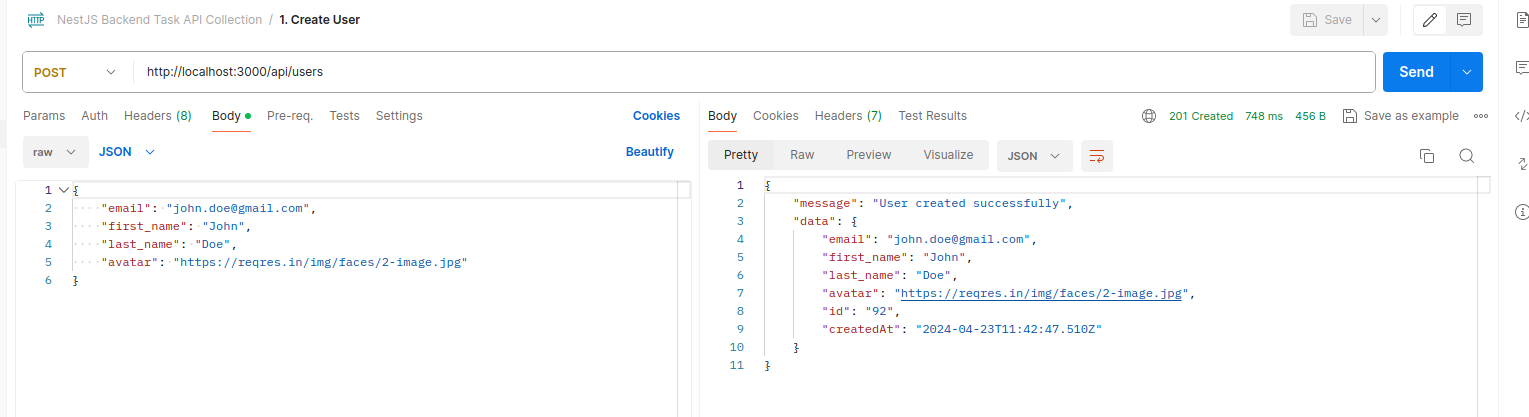 HTTP NestJS Backend Task API Collection / 1. Create User Save
POST http://localhost:3000/api/users Send
Params Auth Headers (8) Body Pre-req. Tests Settings Cookies
raw JSON Beautify
1 {
2 "email": "john.doe@gmail.com",
3 "first_name": "John",
4 "last_name": "Doe",
5 "avatar": "https://reqres.in/img/faces/2-image.jpg"
6 }
Body Cookies Headers (7) Test Results 201 Created 748 ms 456 B Save as example
Pretty Raw Preview Visualize JSON
1 {
2 "message": "User created successfully",
3 "data": {
4 "email": "john.doe@gmail.com",
5 "first_name": "John",
6 "last_name": "Doe",
7 "avatar": "https://reqres.in/img/faces/2-image.jpg",
8 "id": "92",
9 "createdAt": "2024-04-23T11:42:47.510Z"
10 }
11 }